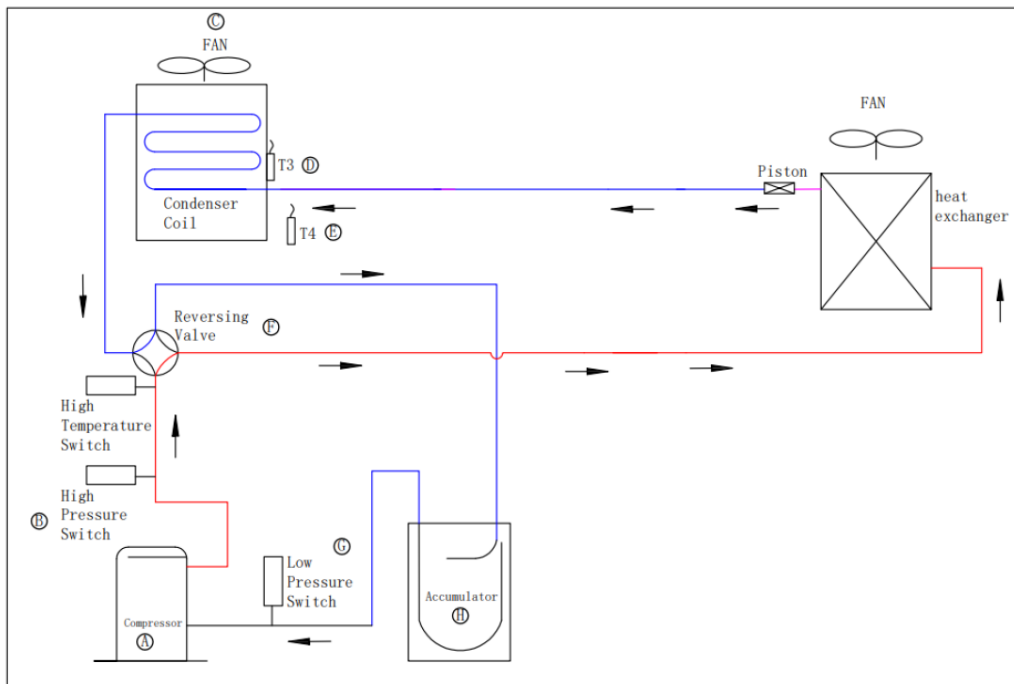 Ⓒ
FAN
FAN
T3 Ⓓ
Piston
Condenser
Coil
heat
exchanger
T4 Ⓔ
Reversing
Valve
Ⓕ
High
Temperature
Switch
High
Pressure
Switch
Ⓑ
Ⓖ
Low
Pressure
Switch
Accumulator
Ⓗ
Compressor
Ⓐ